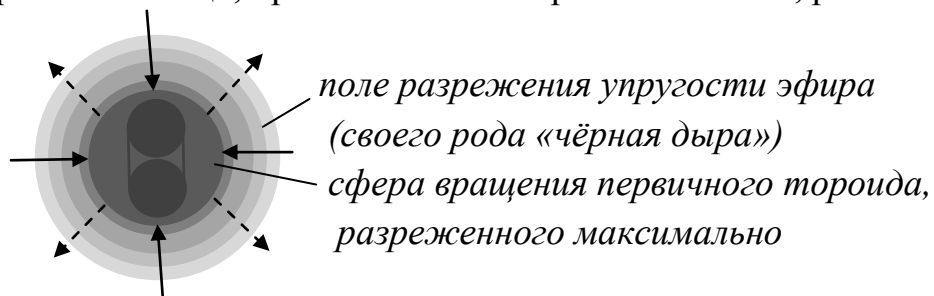 поле разрежения упругости эфира
(своего рода «чёрная дыра»)
сфера вращения первичного тороида,
разреженного максимально